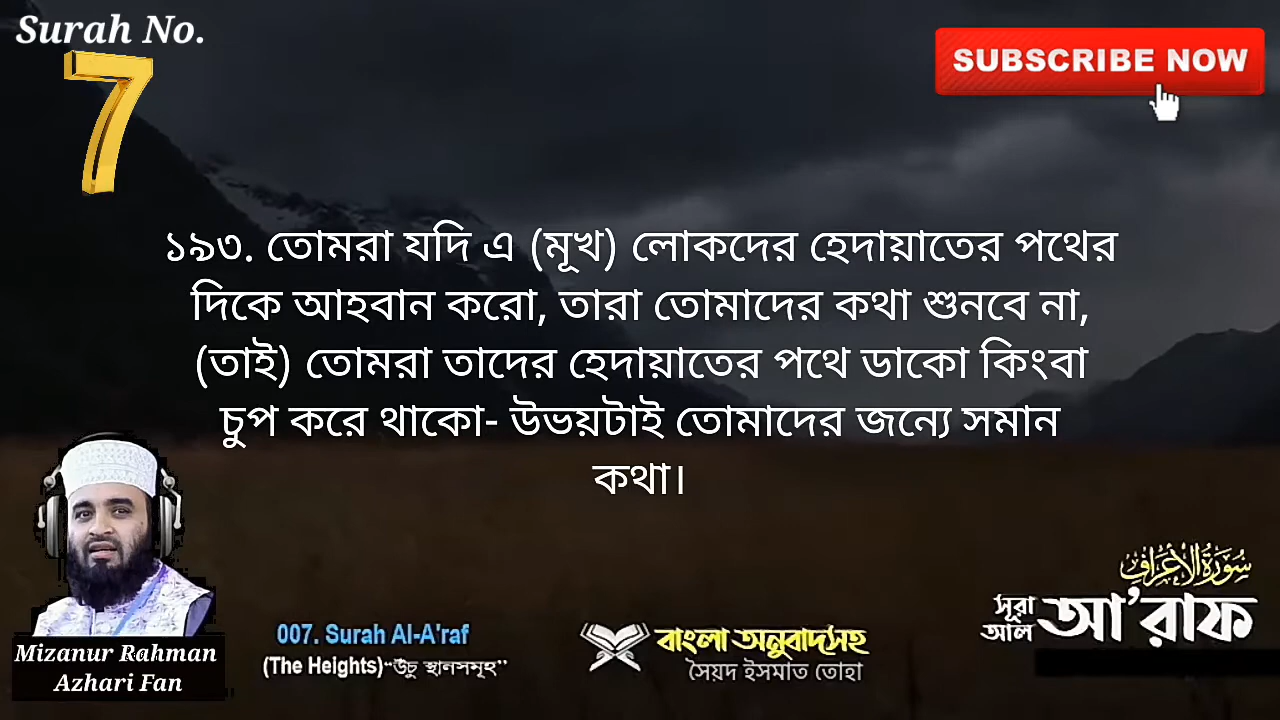 Surah No.
7
SUBSCRIBE NOW
১৯৩. তোমরা যদি এ (মূখ) লোকদের হেদায়াতের পথের
দিকে আহবান করো, তারা তোমাদের কথা শুনবে না,
(তাই) তোমরা তাদের হেদায়াতের পথে ডাকো কিংবা
চুপ করে থাকো- উভয়টাই তোমাদের জন্যে সমান
কথা।
سُورَةُ الأَعْرَاف
সূরা
আল
আ'রাফ
007. Surah Al-A'raf
(The Heights)“উচু স্থানসমূহ”
বাংলা অনুবাদসহ
সৈয়দ ইসমাত তোহা
Mizanur Rahman
Azhari Fan